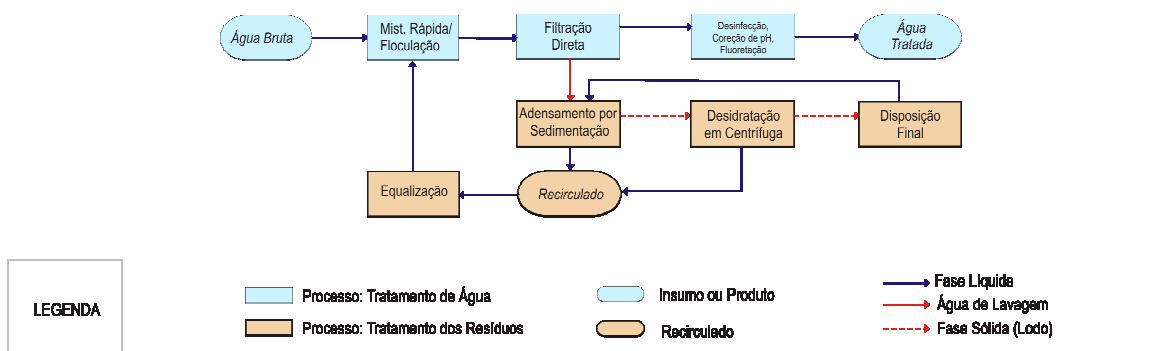 Água Bruta
Mist. Rápida/
Floculação
Filtração
Direta
Desinfecção,
Coreção de pH,
Fluoretação
Água
Tratada
Adensamento por
Sedimentação
Desidratação
em Centrífuga
Disposição
Final
Equalização
Recirculado
LEGENDA
Processo: Tratamento de Água
Processo: Tratamento dos Resíduos
Insumo ou Produto
Recirculado
Fase Líquida
Água de Lavagem
Fase Sólida (Lodo)